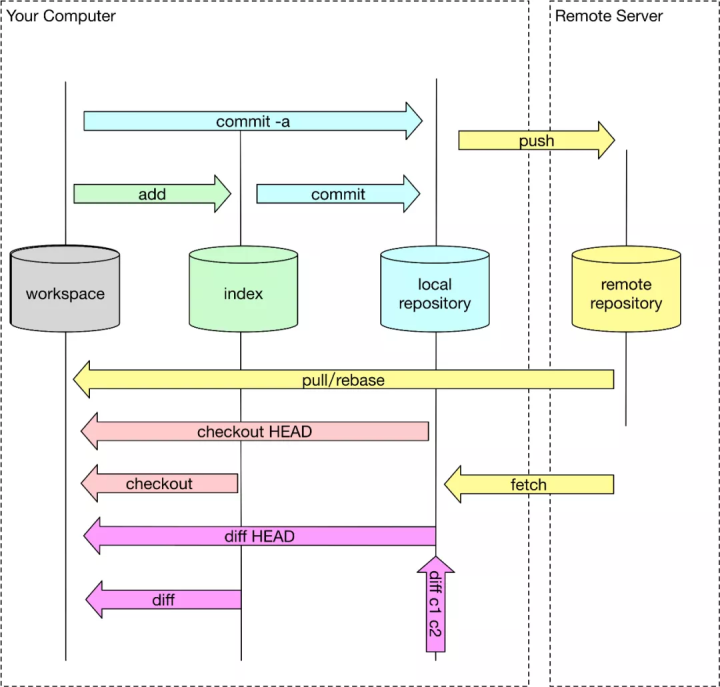 Your Computer
Remote Server
commit -a
push
add
commit
workspace
index
local
repository
remote
repository
pull/rebase
checkout HEAD
checkout
fetch
diff HEAD
diff
diff c1 c2